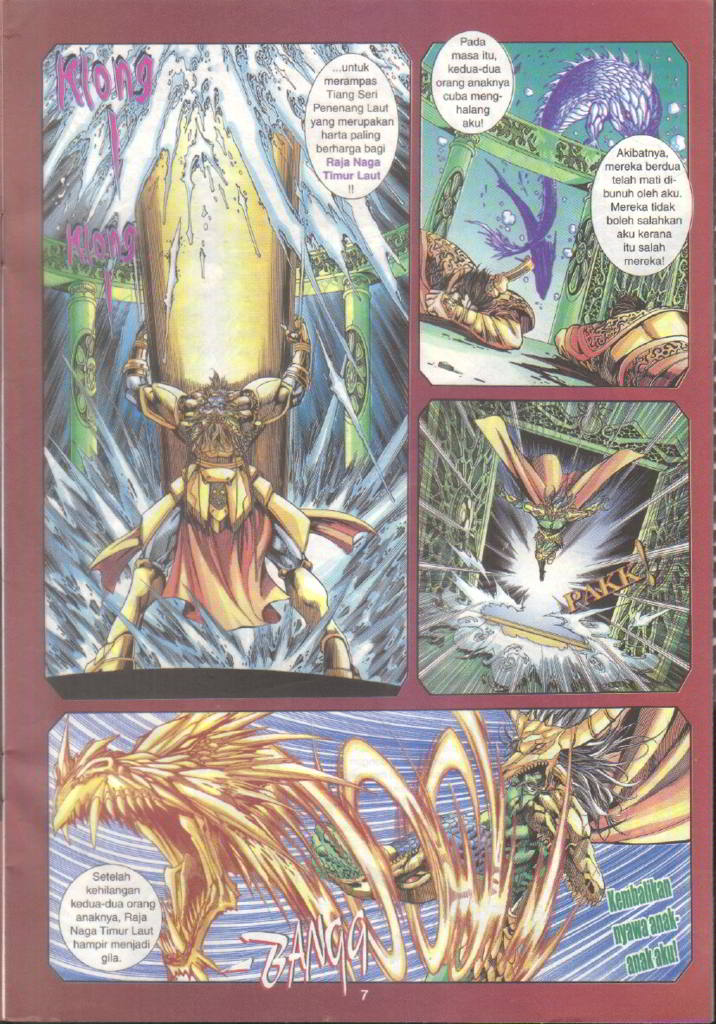 Klong
Klong
...untuk
merampas
Tiang Seri
Penenang Laut
yang merupakan
harta paling
berharga bagi
Raja Naga
Timur Laut
!!
Pada
masa itu,
kedua-dua
orang anaknya
cuba meng-
halang
aku!
Akibatnya,
mereka berdua
telah mati di-
bunuh oleh aku.
Mereka tidak
boleh salahkan
aku kerana
itu salah
mereka!
PAKK!
Setelah
kehilangan
kedua-dua orang
anaknya, Raja
Naga Timur Laut
hampir menjadi
gila.
BANGG
Kembalikan
nyawa anak-
anak aku!
7